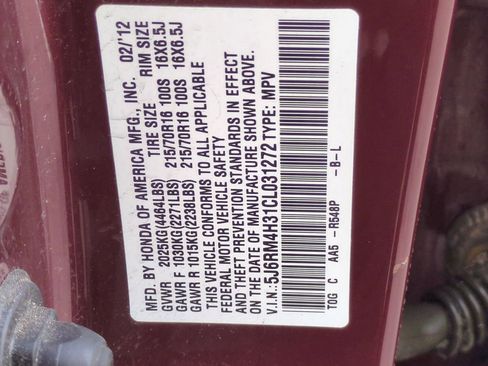 MFD. BY HONDA OF AMERICA MFG., INC. 02/12
TIRE SIZE RIM SIZE
GVWR 2025KG(4464LBS) 215/70R16 100S 16X6.5J
GAWR F 1030KG(2271LBS) 215/70R16 100S 16X6.5J
GAWR R 1015KG(2238LBS)
THIS VEHICLE CONFORMS TO ALL APPLICABLE
FEDERAL MOTOR VEHICLE SAFETY
AND THEFT PREVENTION STANDARDS IN EFFECT
ON THE DATE OF MANUFACTURE SHOWN ABOVE.
V.I.N.:5J6RM4H31CL031272 TYPE: MPV
TOG C AA5 - R548P -B-L